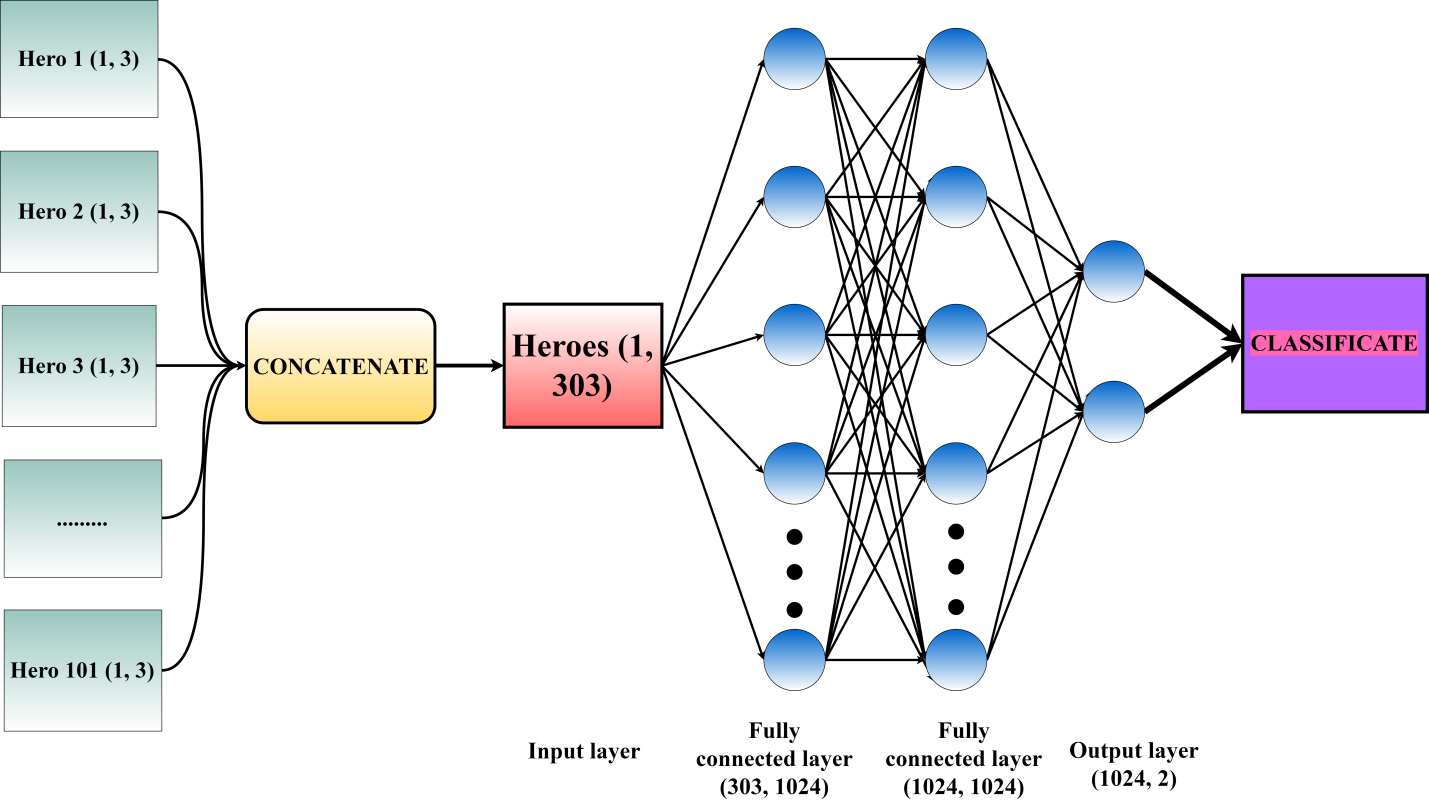 Hero 1 (1, 3)
Hero 2 (1, 3)
Hero 3 (1, 3)
.........
Hero 101 (1, 3)
CONCATENATE
Heroes (1,
303)
CLASSIFICATE
Input layer
Fully
connected layer
(303, 1024)
Fully
connected layer
(1024, 1024)
Output layer
(1024, 2)